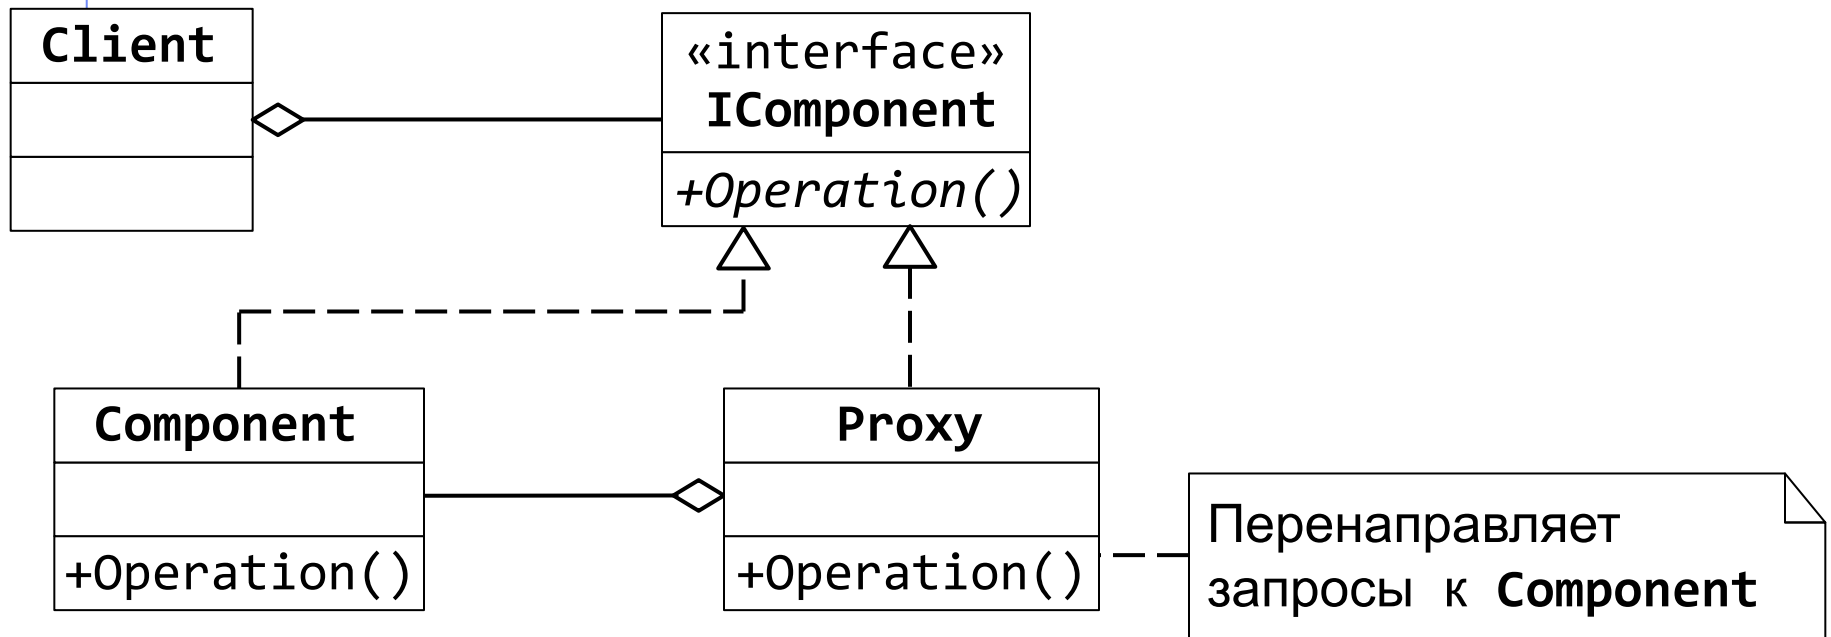 Client
«interface»
IComponent
+Operation()
Component
+Operation()
Proxy
+Operation()
Перенаправляет
запросы к Component